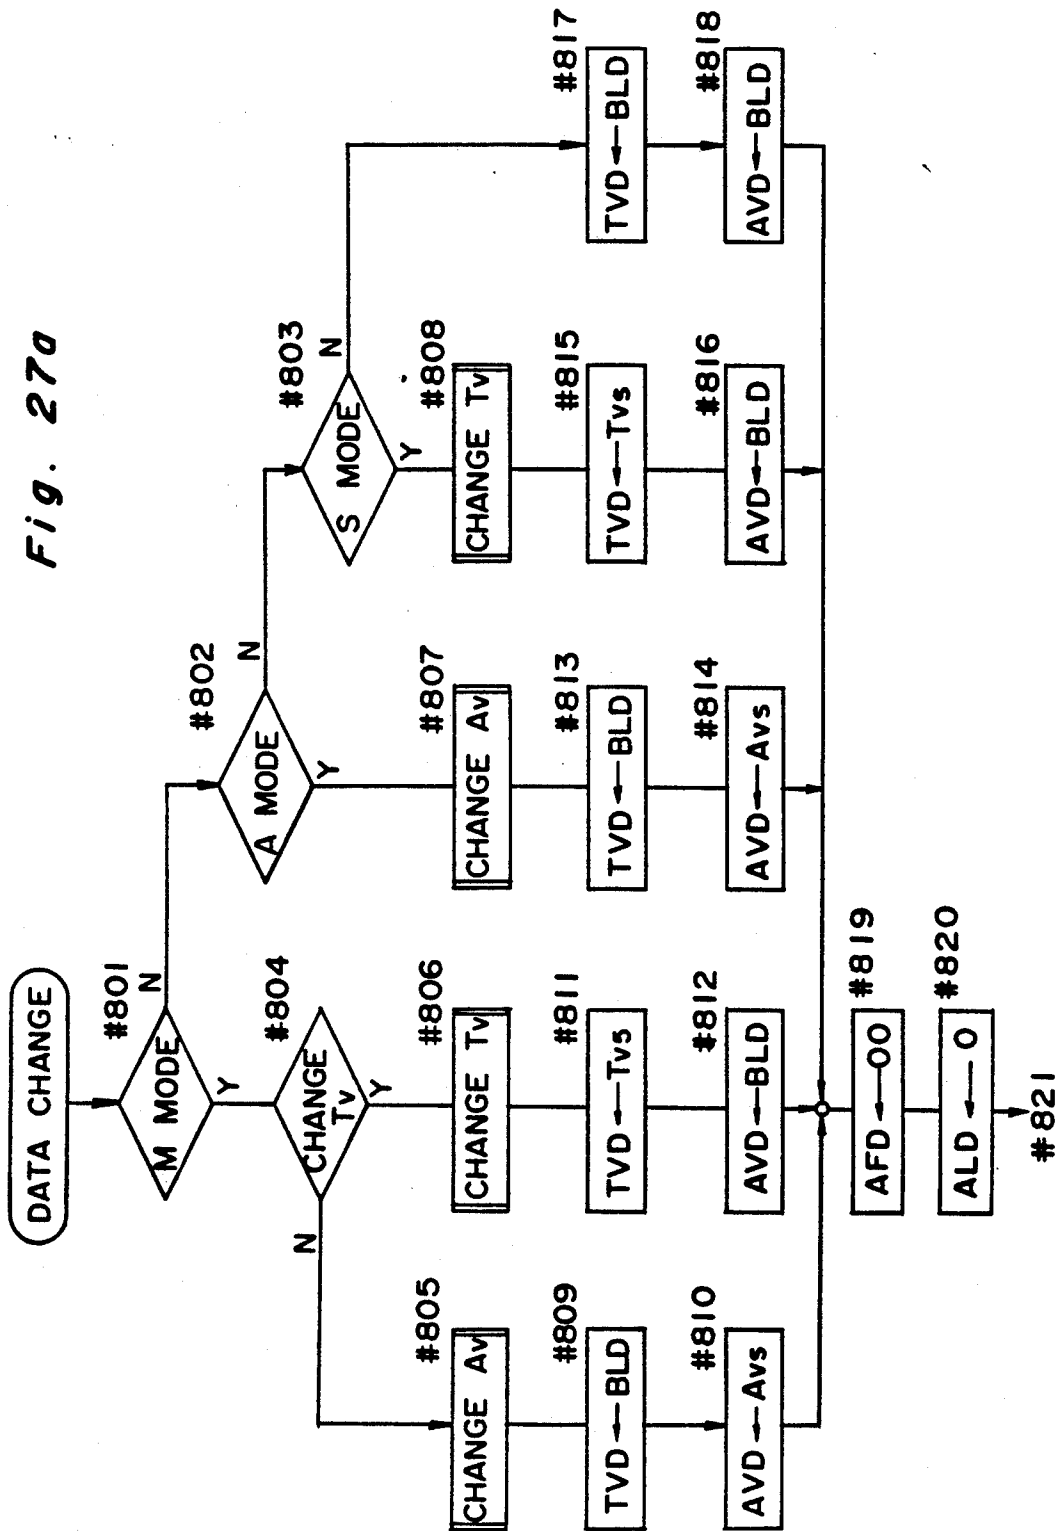 Fig. 27a
DATA CHANGE
#801
M MODE
N
Y
#802
A MODE
N
Y
#803
S MODE
N
Y
#804
CHANGE
Tv
N
Y
#805
CHANGE Av
#806
CHANGE Tv
#807
CHANGE Av
#808
CHANGE Tv
#809
TVD←BLD
#811
TVD←Tvs
#813
TVD←BLD
#815
TVD←Tvs
#817
TVD←BLD
#810
AVD←Avs
#812
AVD←BLD
#814
AVD←Avs
#816
AVD←BLD
#818
AVD←BLD
#819
AFD←00
#820
ALD←0
#821